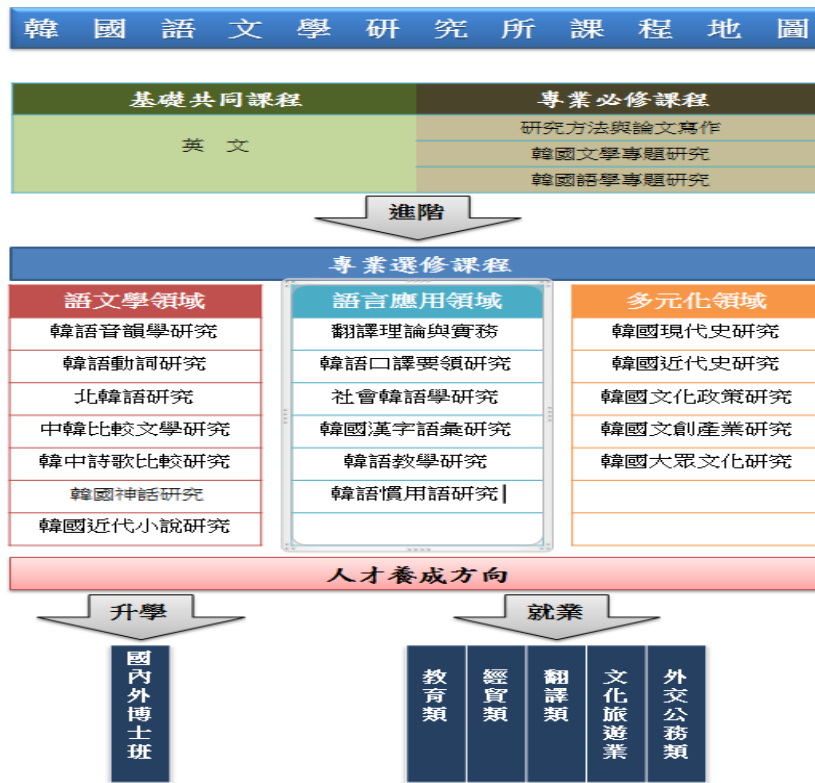 韓國語文學研究所課程地圖
基礎共同課程
專業必修課程
英文
研究方法與論文寫作
韓國文學專題研究
韓國語學專題研究
進階
專業選修課程
語文學領域
韓語音韻學研究
韓語動詞研究
北韓語研究
中韓比較文學研究
韓中詩歌比較研究
韓國神話研究
韓國近代小說研究
語言應用領域
翻譯理論與實務
韓語口譯要領研究
社會韓語學研究
韓國漢字語彙研究
韓語教學研究
韓語慣用語研究
多元化領域
韓國現代史研究
韓國近代史研究
韓國文化政策研究
韓國文創產業研究
韓國大眾文化研究
人才養成方向
升學
就業
國內外博士班
教育類
經貿類
翻譯類
文化旅遊業
外交公務類